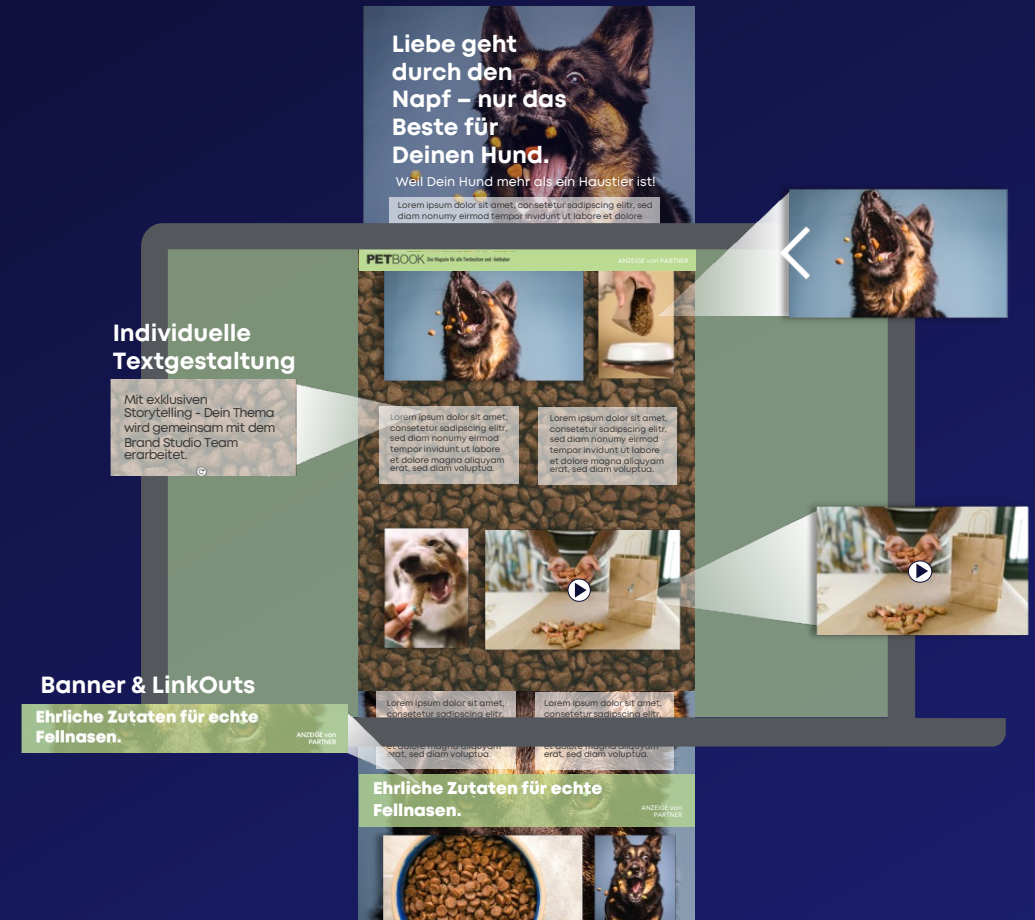 Liebe geht
durch den
Napf – nur das
Beste für
Deinen Hund.
Weil Dein Hund mehr als ein Haustier ist!
Lorem ipsum dolor sit amet, consetetur sadipscing elitr, sed
diam nonumy eirmod tempor invidunt ut labore et dolore
PETBOOK Das Magazin für alle Tierbesitzer und -liebhaber
ANZEIGE von PARTNER
Individuelle
Textgestaltung
Mit exklusiven
Storytelling - Dein Thema
wird gemeinsam mit dem
Brand Studio Team
erarbeitet.
Lorem ipsum dolor sit amet,
consetetur sadipscing elitr,
sed diam nonumy eirmod
tempor invidunt ut labore
et dolore magna aliquyam
erat, sed diam voluptua.
Lorem ipsum dolor sit amet,
consetetur sadipscing elitr,
sed diam nonumy eirmod
tempor invidunt ut labore
et dolore magna aliquyam
erat, sed diam voluptua.
Banner & LinkOuts
Ehrliche Zutaten für echte
Fellnasen.
ANZEIGE von
PARTNER
Lorem ipsum dolor sit amet,
consetetur sadipscing elitr,
et dolore magna aliquyam
erat, sed diam voluptua.
Lorem ipsum dolor sit amet,
consetetur sadipscing elitr,
et dolore magna aliquyam
erat, sed diam voluptua.
Ehrliche Zutaten für echte
Fellnasen.
ANZEIGE von
PARTNER